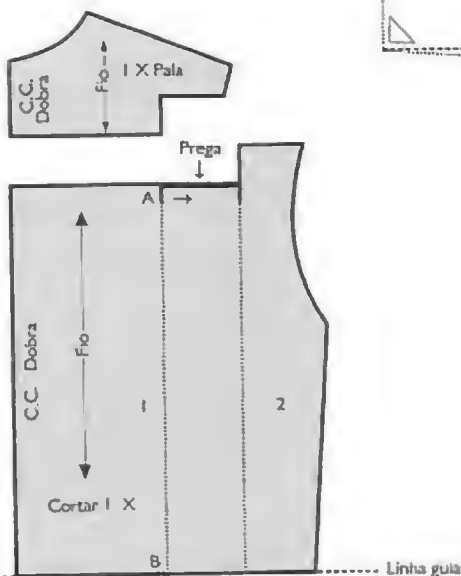 C.C.
Dobra
Fio
1 X Pala
Prega
A
C.C. Dobra
Fio
1
2
Cortar 1 X
B
Linha guia